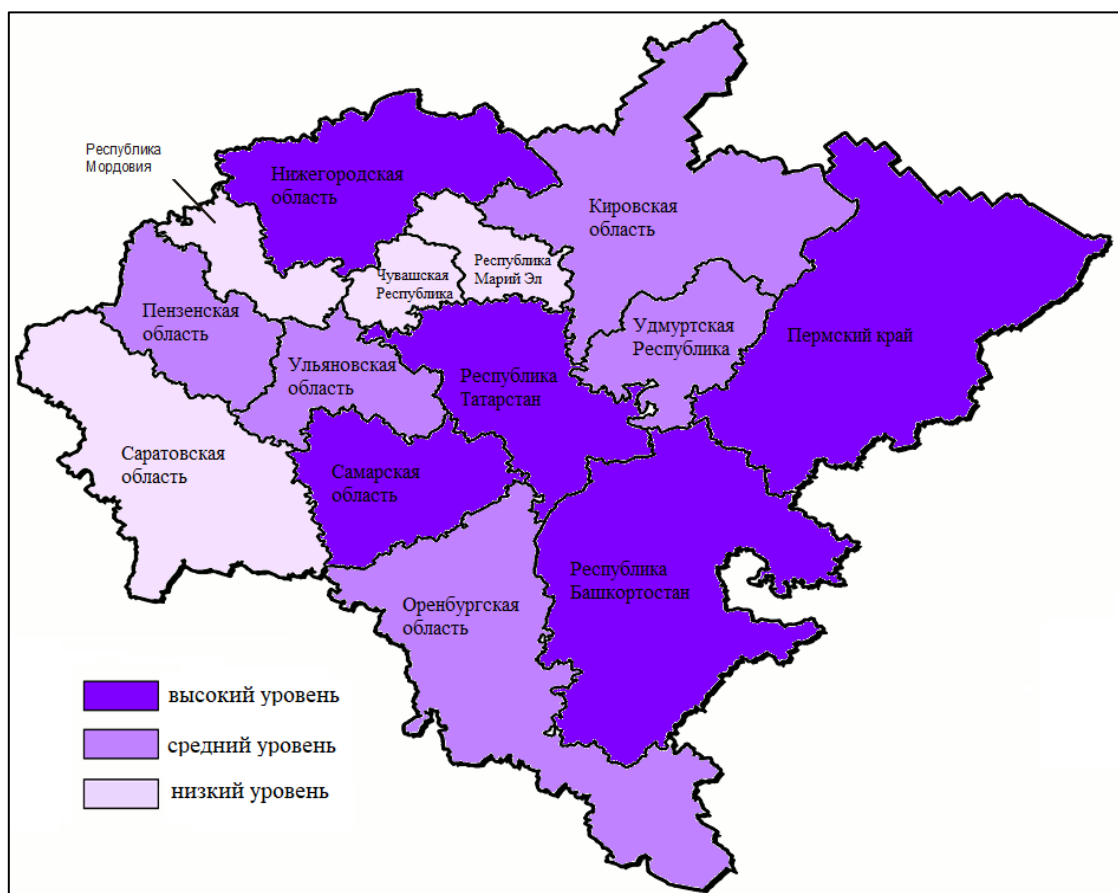 Республика
Мордовия
Нижегородская
область
Кировская
область
Чувашская
Республика
Республика
Марий Эл
Пензенская
область
Ульяновская
область
Удмуртская
Республика
Пермский край
Республика
Татарстан
Саратовская
область
Самарская
область
Республика
Башкортостан
Оренбургская
область
высокий уровень
средний уровень
низкий уровень